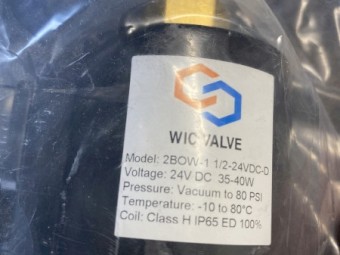 WIC VALVE
Model: 2BOW-1 1/2-24VDC-D
Voltage: 24V DC .35-40W
Pressure: Vacuum to 80 PSI
Temperature: -10 to 80°C
Coil: Class H IP65 ED 100%